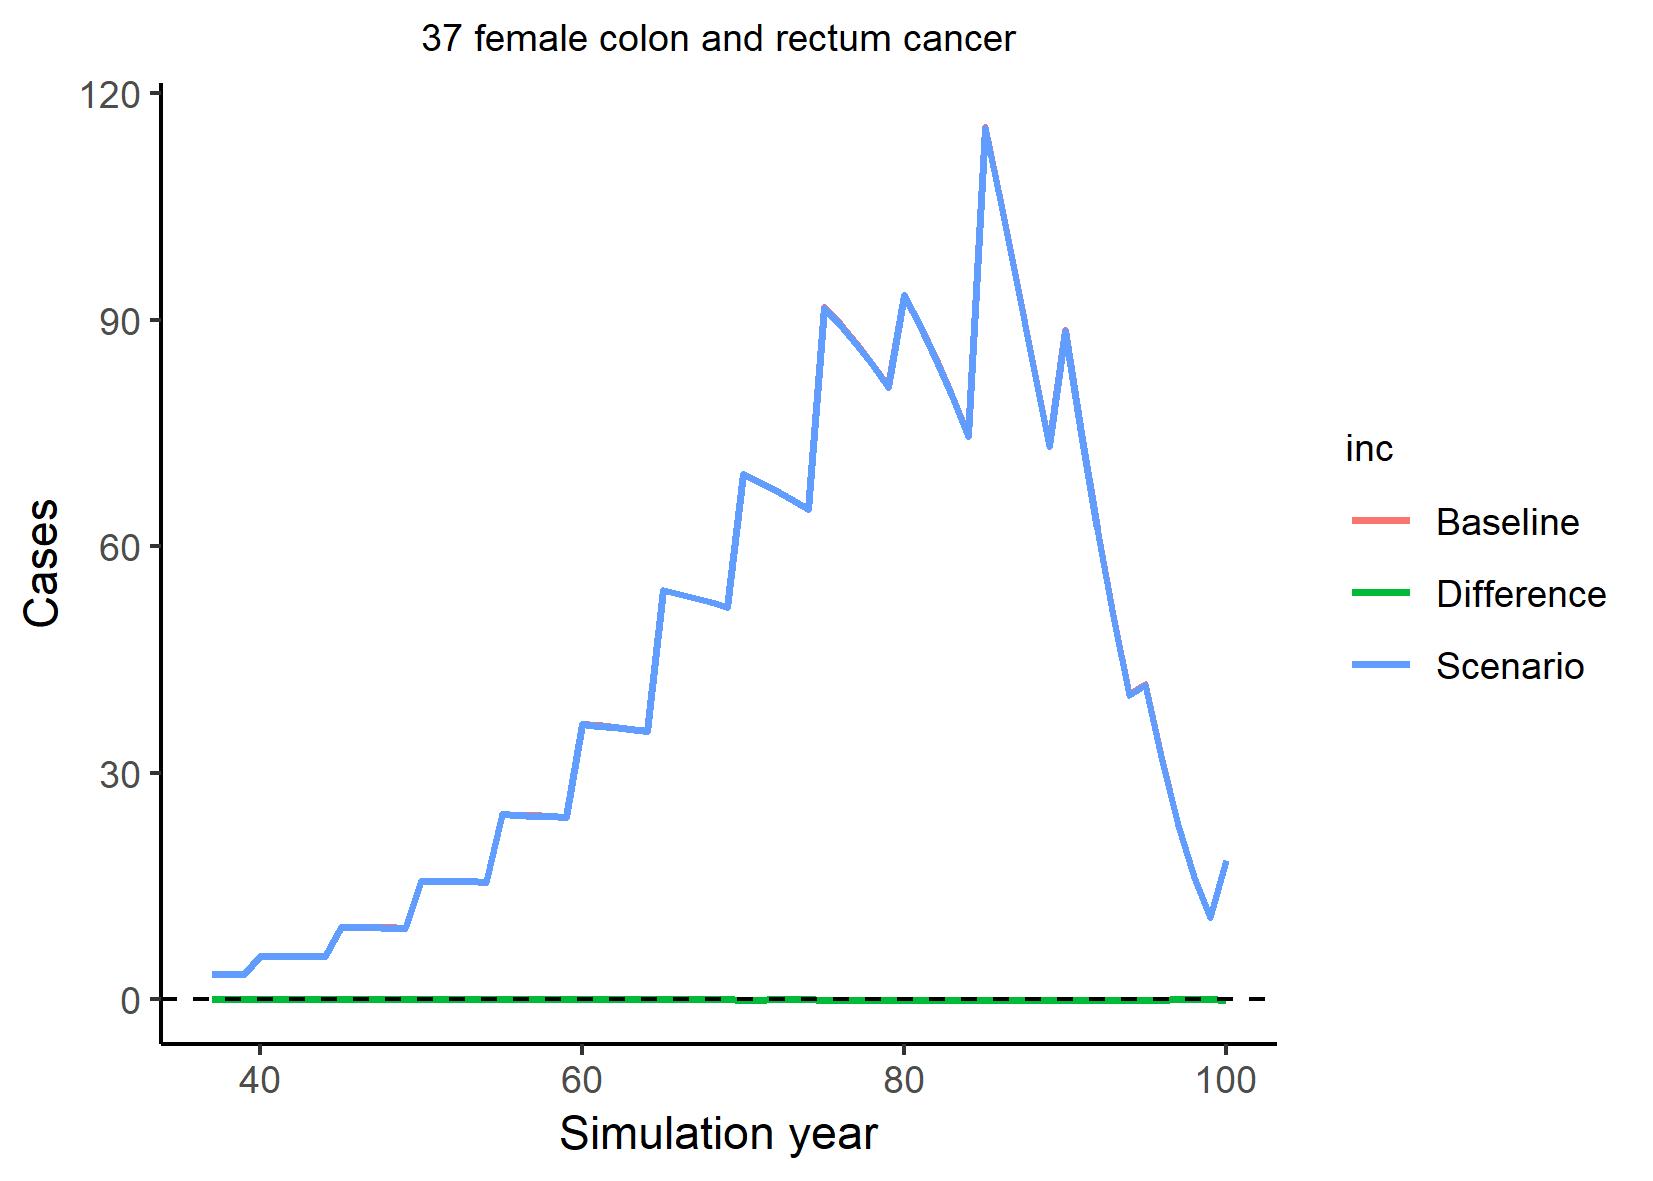 37 female colon and rectum cancer
120
90
60
30
0
Cases
40
60
80
100
Simulation year
inc
Baseline
Difference
Scenario